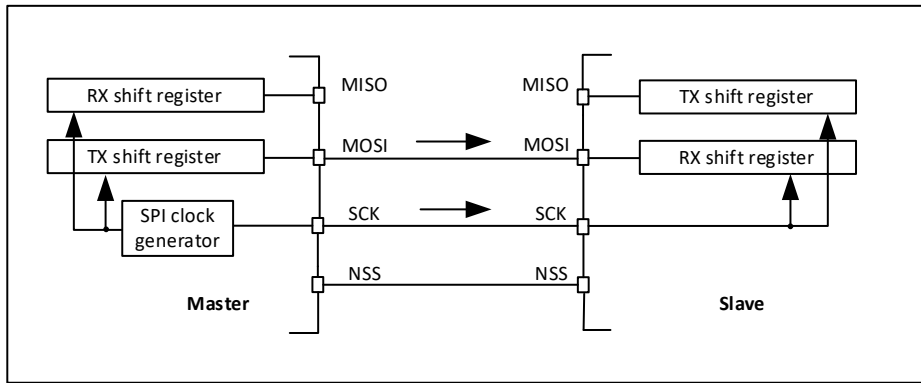 MISO
MISO
RX shift register
TX shift register
MOSI
MOSI
TX shift register
RX shift register
SCK
SCK
SPI clock
generator
NSS
NSS
Master
Slave